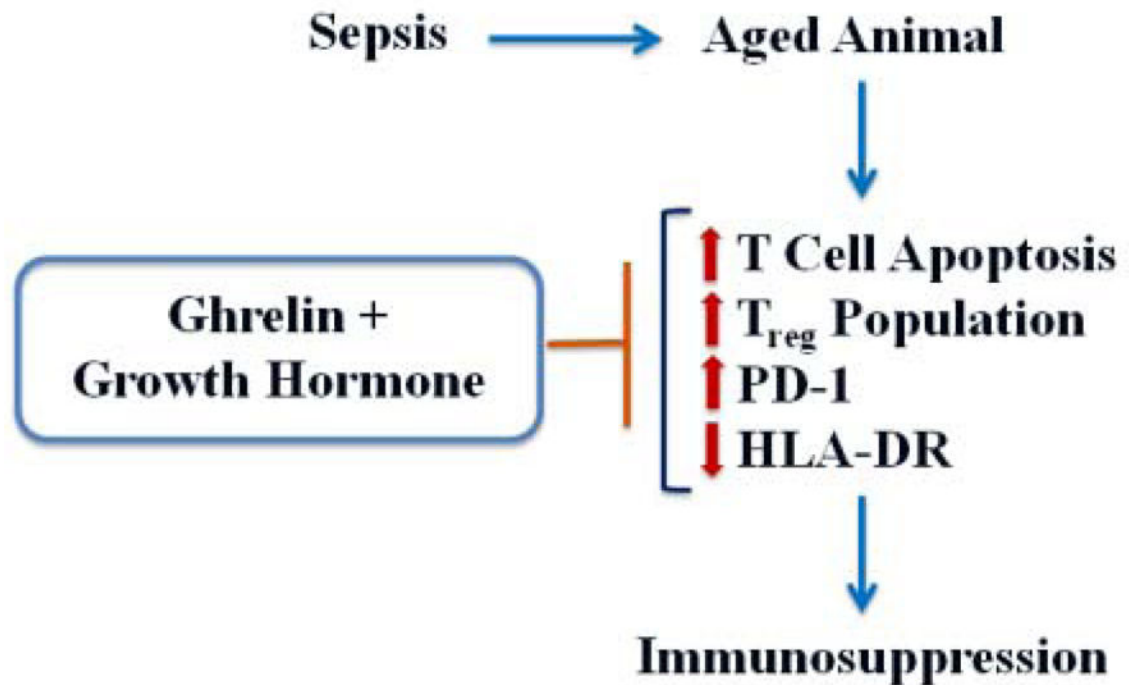 Sepsis
Aged Animal
Ghrelin +
Growth Hormone
T Cell Apoptosis
Treg Population
PD-1
HLA-DR
Immunosuppression